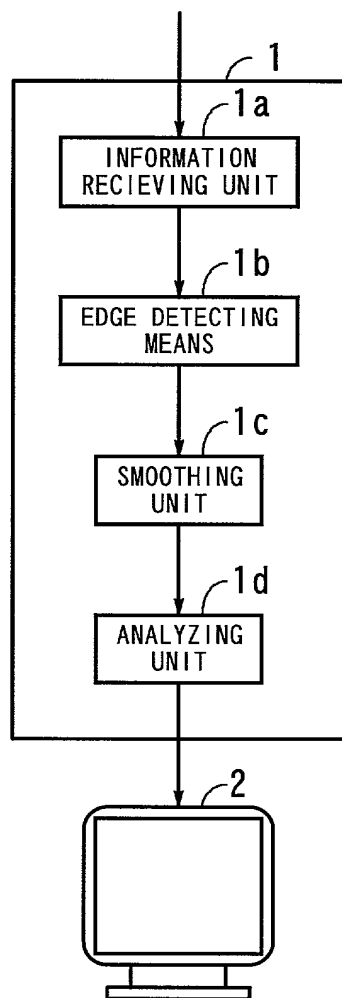 1
1a
INFORMATION
RECIEVING UNIT
1b
EDGE DETECTING
MEANS
1c
SMOOTHING
UNIT
1d
ANALYZING
UNIT
2